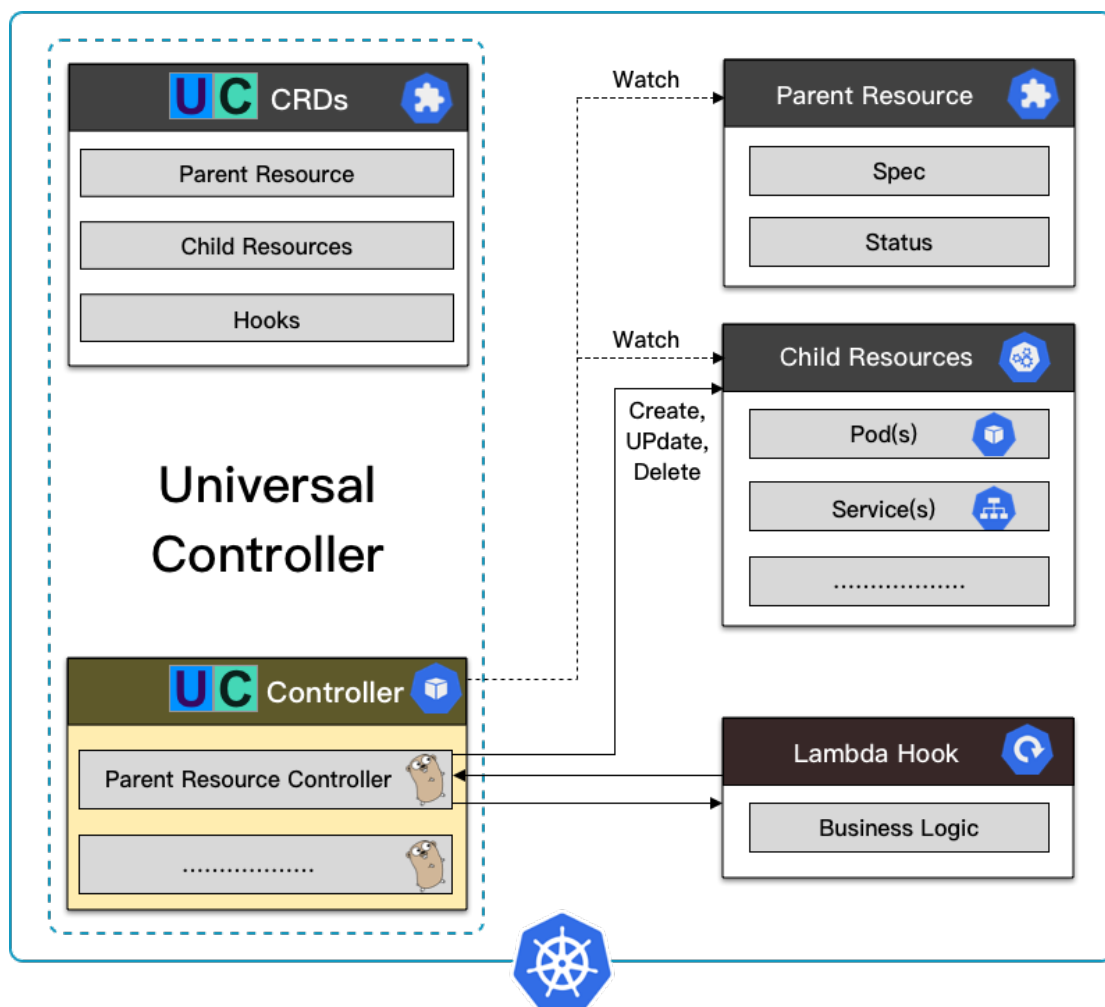 UC CRDs
Parent Resource
Child Resources
Hooks
Universal
Controller
UC Controller
Parent Resource Controller
..................
Watch
Parent Resource
Spec
Status
Watch
Create,
UPdate,
Delete
Child Resources
Pod(s)
Service(s)
..................
Lambda Hook
Business Logic